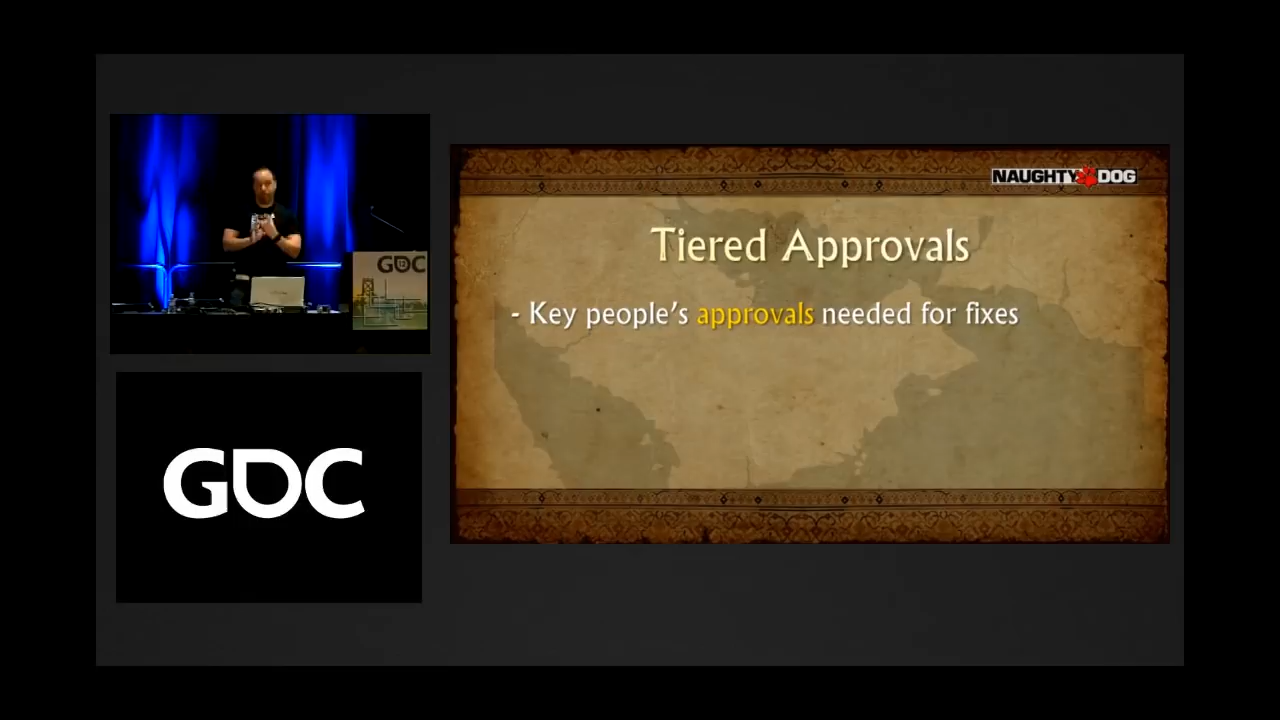 GDC
GDC
NAUGHTY DOG
Tiered Approvals
- Key people's approvals needed for fixes